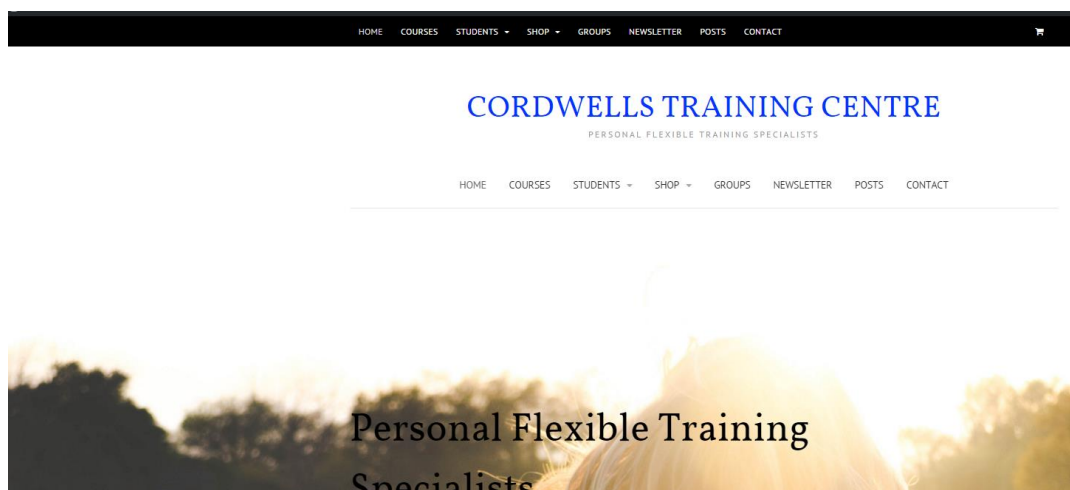 HOME COURSES STUDENTS SHOP GROUPS NEWSLETTER POSTS CONTACT
CORDWELLS TRAINING CENTRE
PERSONAL FLEXIBLE TRAINING SPECIALISTS
HOME COURSES STUDENTS SHOP GROUPS NEWSLETTER POSTS CONTACT
Personal Flexible Training
Specialists